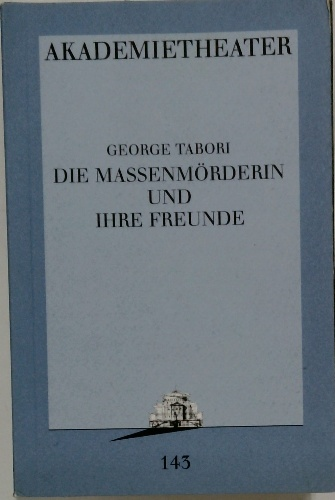 AKADEMIETHEATER
GEORGE TABORI
DIE MASSENMÖRDERIN
UND
IHRE FREUNDE
143